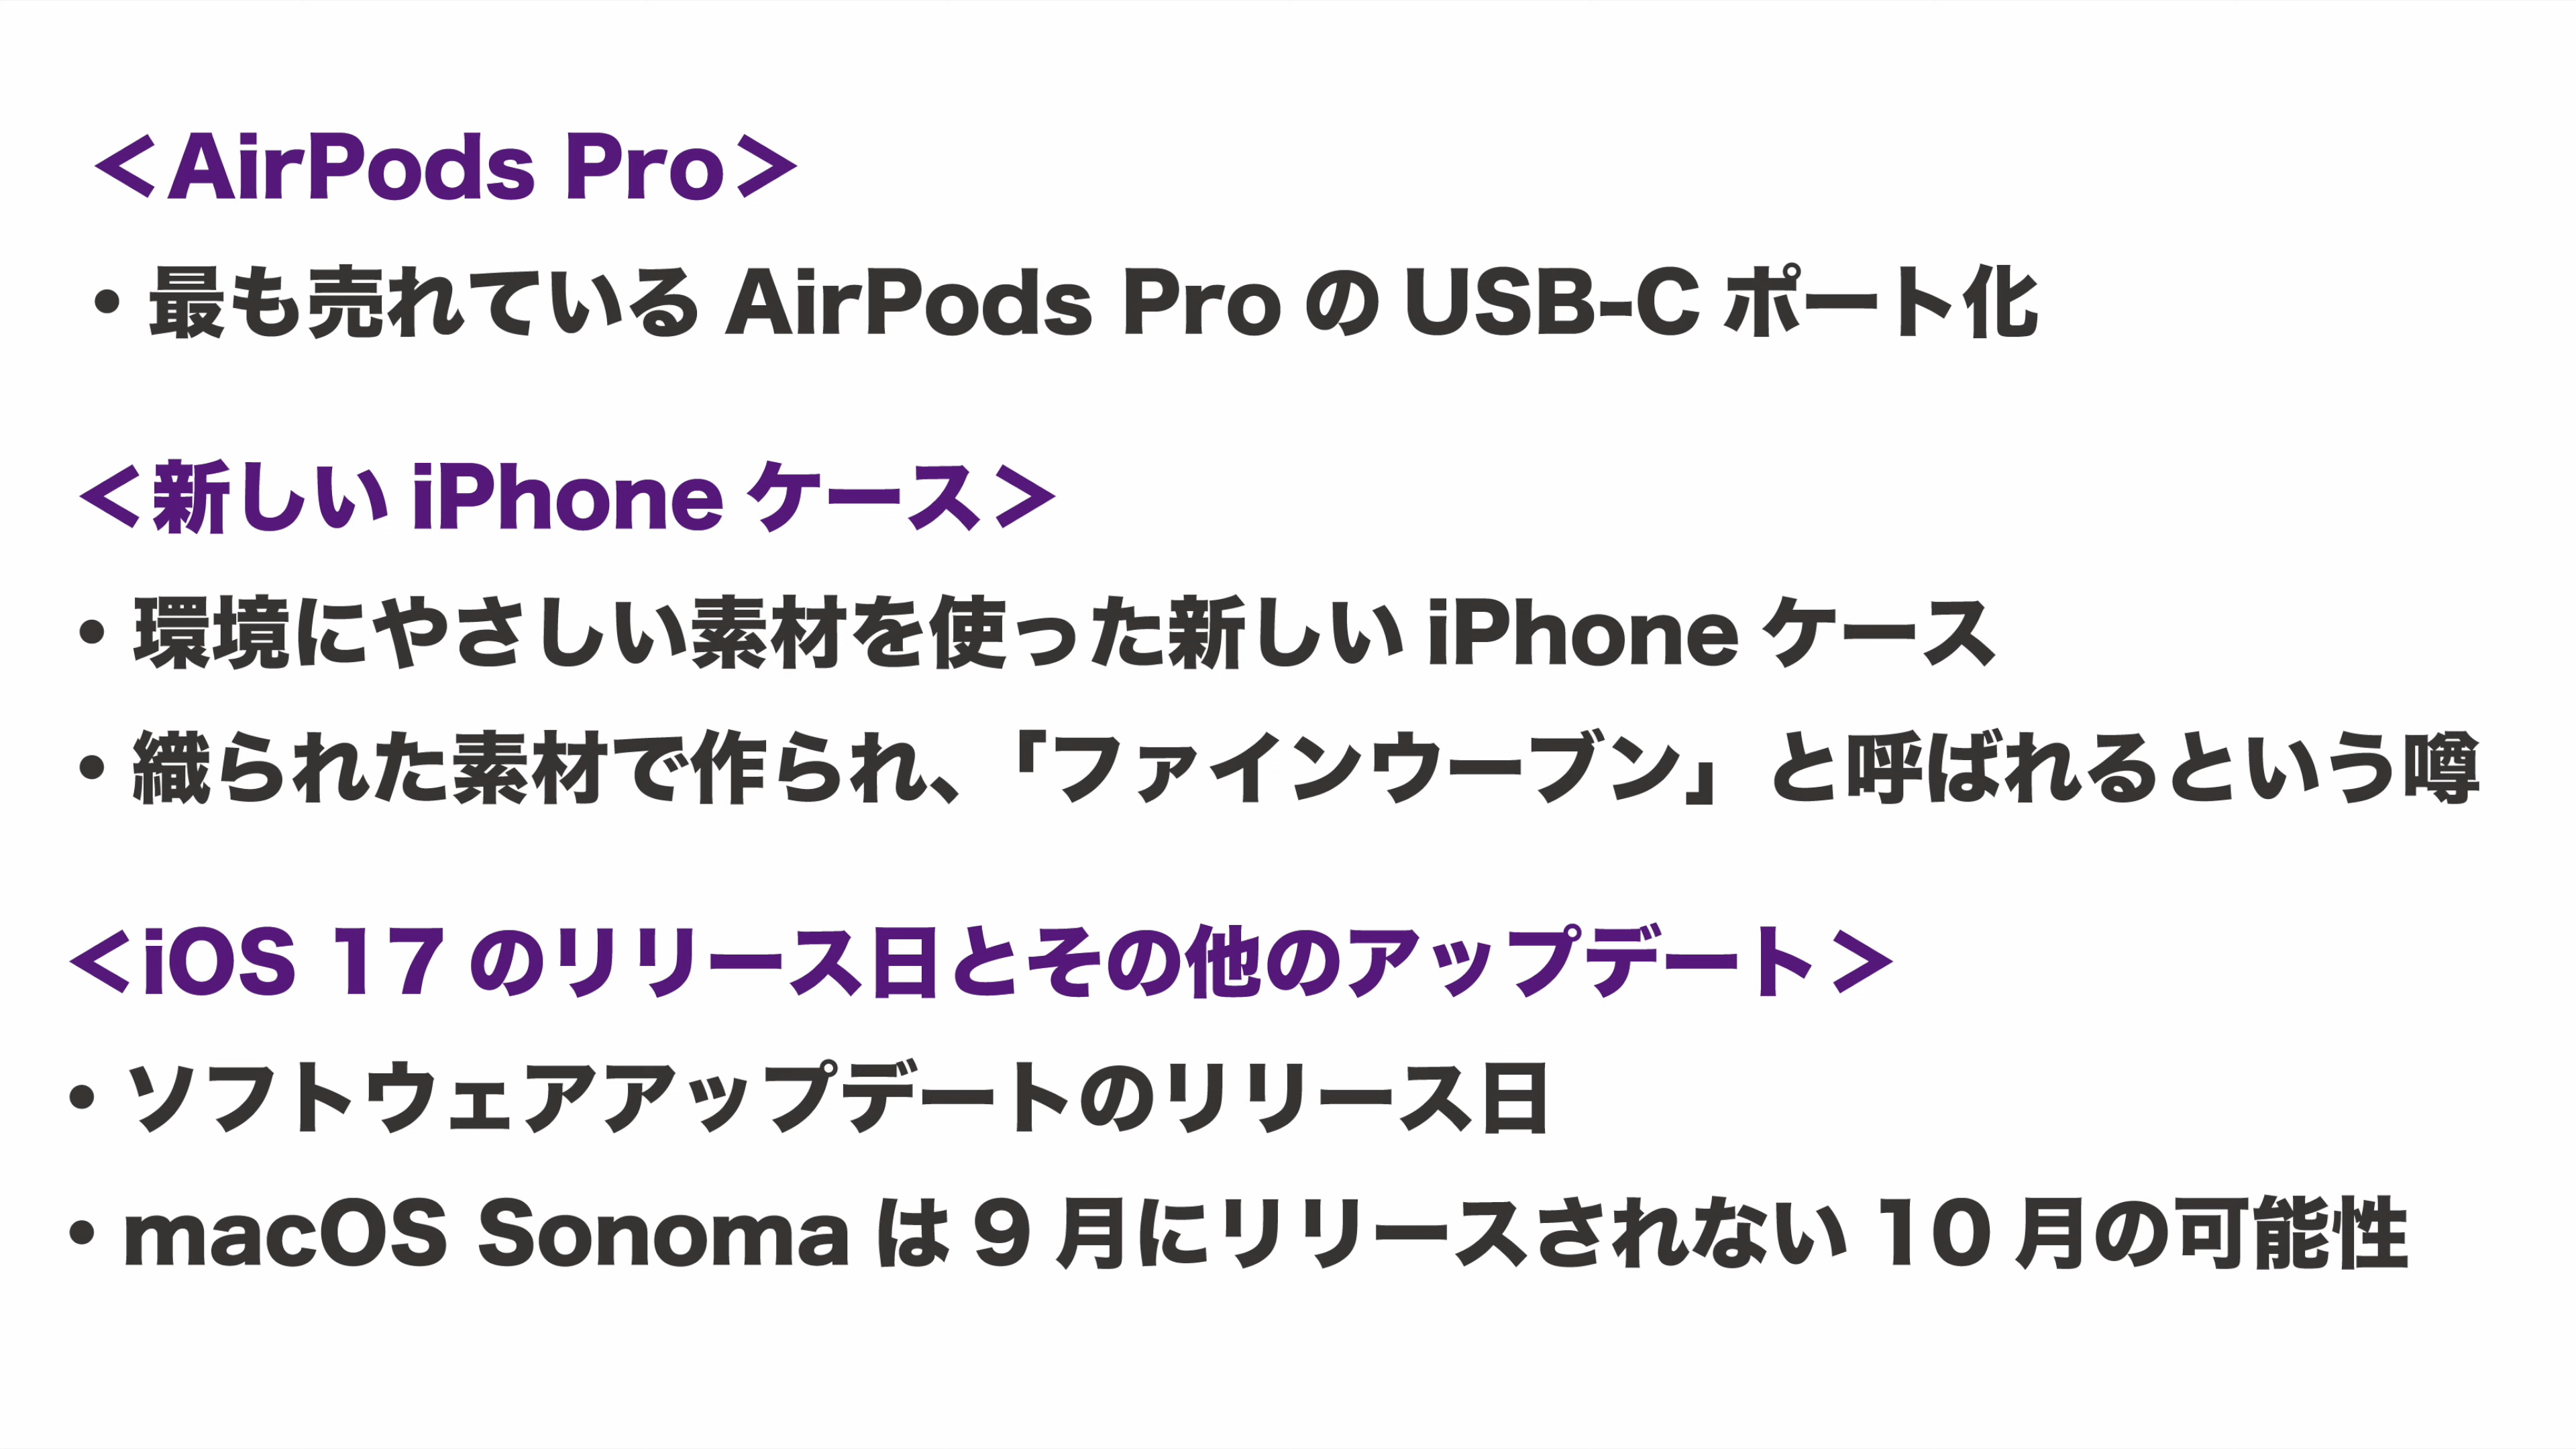 ＜AirPods Pro＞
・最も売れている AirPods Pro の USB-C ポート化
＜新しい iPhone ケース＞
・環境にやさしい素材を使った新しい iPhone ケース
・織られた素材で作られ、「ファインウーブン」と呼ばれるという噂
＜iOS 17 のリリース日とその他のアップデート＞
・ソフトウェアアップデートのリリース日
・macOS Sonoma は 9 月にリリースされない 10 月の可能性